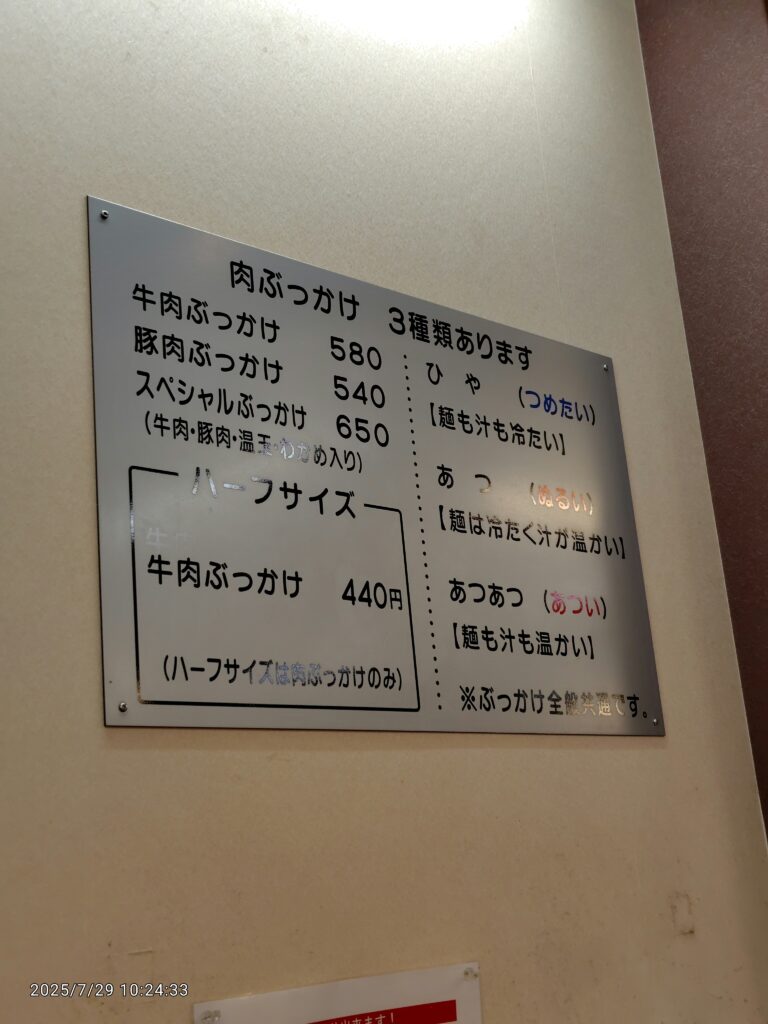 肉ぶっかけ 3種類あります
牛肉ぶっかけ 580
豚肉ぶっかけ 540
スペシャルぶっかけ 650
(牛肉・豚肉・温玉・わかめ入り)
ハーフサイズ
牛肉ぶっかけ 440円
(ハーフサイズは肉ぶっかけのみ)
ひや (つめたい)
【麺も汁も冷たい】
あつ (ぬるい)
【麺は冷たく汁が温かい】
あつあつ (あつい)
【麺も汁も温かい】
※ぶっかけ全般共通です。
2025/7/29 10:24:33
出来ます!